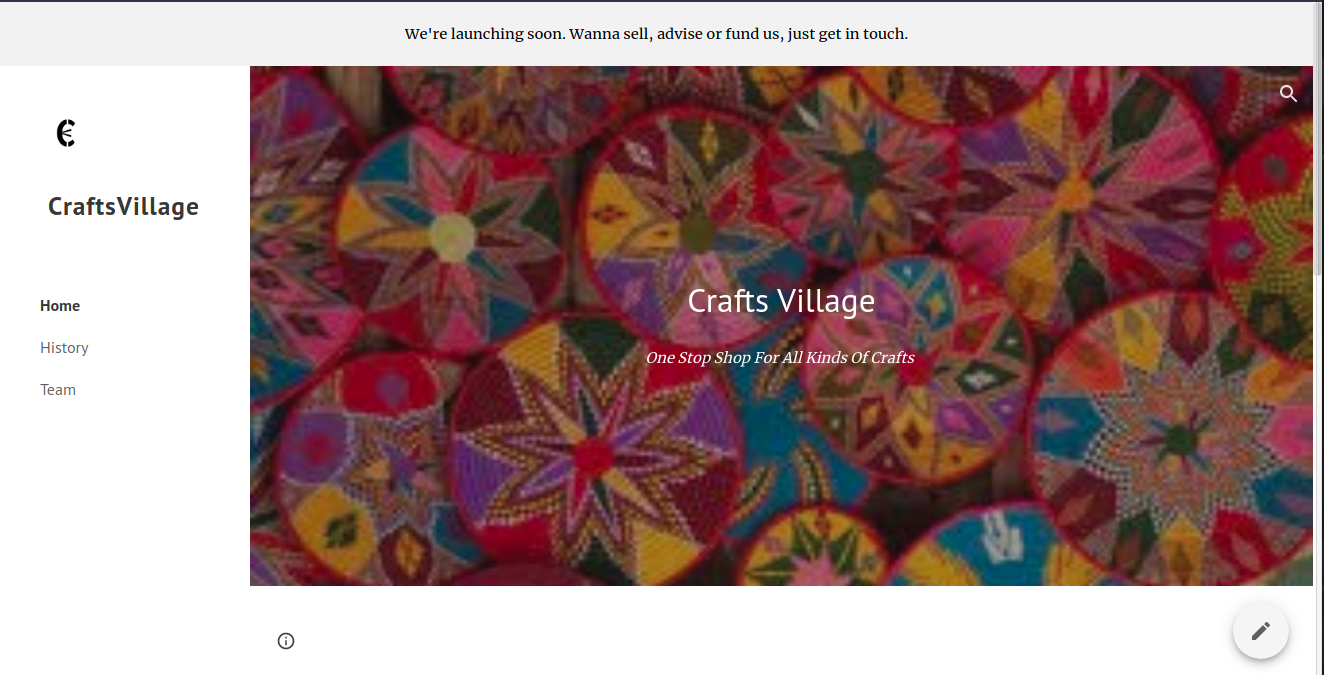 We're launching soon. Wanna sell, advise or fund us, just get in touch.
CraftsVillage
Home
History
Team
Crafts Village
One Stop Shop For All Kinds Of Crafts